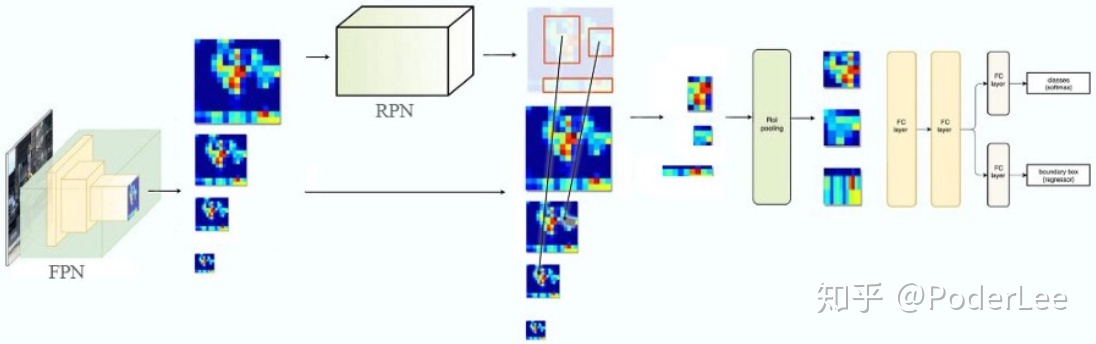 FPN
RPN
RoI
pooling
FC
layer
FC
layer
FC
layer
classes
(softmax)
FC
layer
boundary box
(regressor)
知乎 @PoderLee